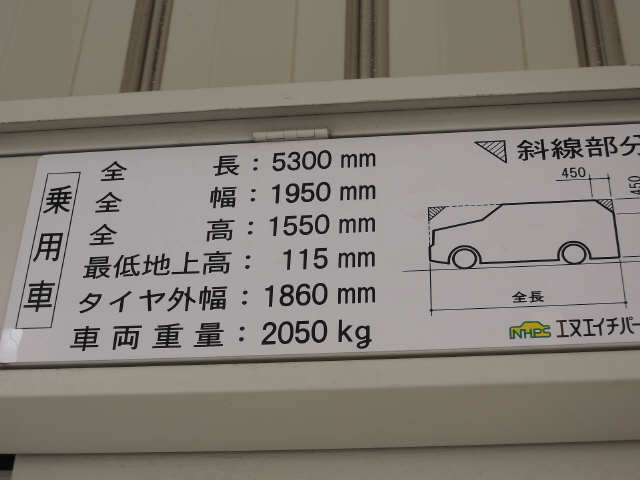 乗用車
全長：5300 mm
全幅：1950 mm
全高：1550 mm
最低地上高：115 mm
タイヤ外幅：1860 mm
車両重量：2050 kg
斜線部分
450
450
全長
NHPS エヌエイチパー